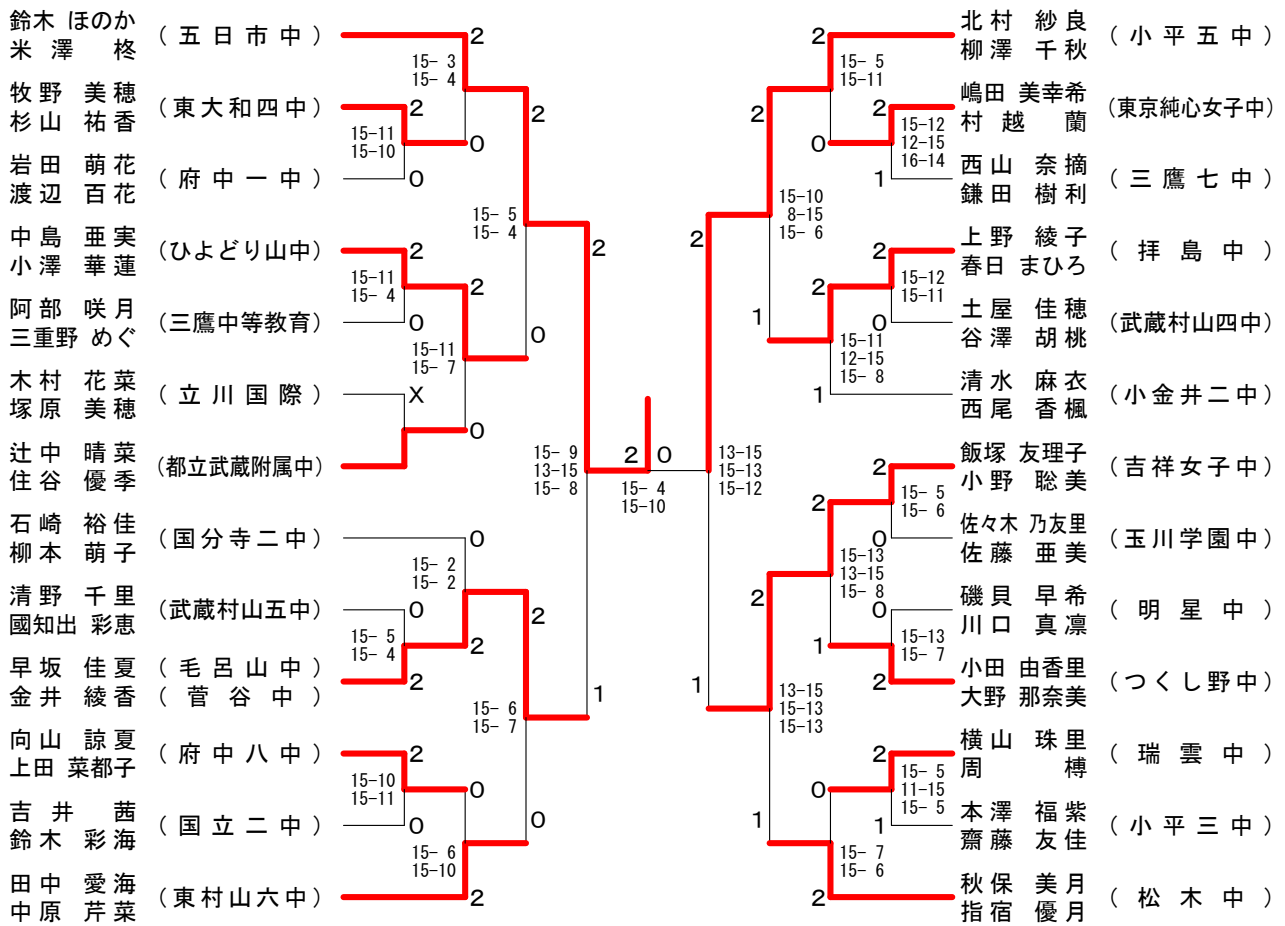 鈴木 ほのか
米澤 柊
(五日市中)
2
15- 3
15- 4
牧野 美穂
杉山 祐香
(東大和四中)
2
15-11
15-10
0
岩田 萌花
渡辺 百花
(府中一中)
0
2
15- 5
15- 4
中島 亜実
小澤 華蓮
(ひよどり山中)
2
15-11
15- 4
2
阿部 咲月
三重野 めぐ
(三鷹中等教育)
0
15-11
15- 7
0
木村 花菜
塚原 美穂
(立川国際)
X
0
辻中 晴菜
住谷 優季
(都立武蔵附属中)
2
15- 9
13-15
15- 8
石崎 裕佳
柳本 萌子
(国分寺二中)
0
15- 2
15- 2
清野 千里
國知出 彩恵
(武蔵村山五中)
0
15- 5
15- 4
2
早坂 佳夏
金井 綾香
(毛呂山中)
(菅谷中)
2
2
15- 6
15- 7
1
向山 諒夏
上田 菜都子
(府中八中)
2
15-10
15-11
0
吉井 茜
鈴木 彩海
(国立二中)
0
15- 6
15-10
0
田中 愛海
中原 芹菜
(東村山六中)
2
2 0
15- 4
15-10
北村 紗良
柳澤 千秋
(小平五中)
2
15- 5
15-11
嶋田 美幸希
村越 蘭
(東京純心女子中)
2
15-12
12-15
16-14
0
西山 奈摘
鎌田 樹利
(三鷹七中)
1
2
15-10
8-15
15- 6
2
上野 綾子
春日 まひろ
(拝島中)
2
15-12
15-11
2
土屋 佳穂
谷澤 胡桃
(武蔵村山四中)
0
15-11
12-15
15- 8
1
清水 麻衣
西尾 香楓
(小金井二中)
1
13-15
15-13
15-12
飯塚 友理子
小野 聡美
(吉祥女子中)
2
15- 5
15- 6
2
佐々木 乃友里
佐藤 亜美
(玉川学園中)
0
15-13
13-15
15- 8
2
磯貝 早希
川口 真凛
(明星中)
0
15-13
15- 7
1
小田 由香里
大野 那奈美
(つくし野中)
2
1
13-15
15-13
15-13
横山 珠里
周 榑
(瑞雲中)
2
15- 5
11-15
15- 5
0
本澤 福紫
齋藤 友佳
(小平三中)
1
1
15- 7
15- 6
秋保 美月
指宿 優月
(松木中)
2